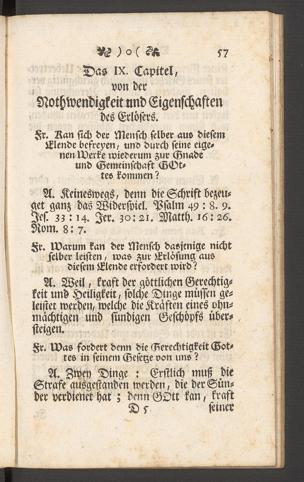 )o( 57
Das IX. Capitel,
von der
Nothwendigkeit und Eigenschaften
des Erlösers.
Fr. Kan sich der Mensch selber aus diesem
Elende befreyen, und durch seine eige-
nen Werke wiederum zur Gnade
und Gemeinschaft GOt-
tes kommen?
A. Keineswegs, denn die Schrift bezeu-
get ganz das Widerspiel. Psalm 49: 8. 9.
Jes. 33: 14. Jer. 30: 21. Matth. 16: 26.
Rom. 8: 7.
Fr. Warum kan der Mensch dasjenige nicht
selber leisten, was zur Erlösung aus
diesem Elende erfordert wird?
A. Weil, kraft der göttlichen Gerechtig-
keit und Heiligkeit, solche Dinge müssen ge-
leistet werden, welche die Kräften eines ohn-
mächtigen und sündigen Geschöpfs über-
steigen.
Fr. Was fordert denn die Gerechtigkeit Got-
tes in seinem Gesetze von uns?
A. Zwey Dinge: Erstlich muß die
Strafe ausgestanden werden, die der Sün-
der verdienet hat; denn GOtt kan, kraft
D 5 seiner